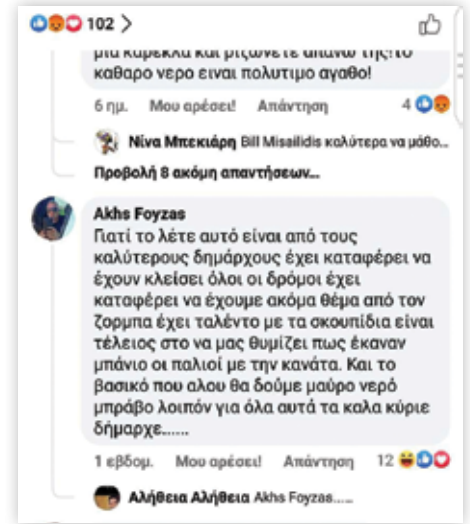 102 >
μια καρεκλα και ριζωνετε απανω της!το
καθαρο νερο ειναι πολυτιμο αγαθο!
6 ημ. Μου αρέσει! Απάντηση 4
Νίνα Μπεκιάρη Bill Misailidis καλύτερα να μάθο...
Προβολή 8 ακόμη απαντήσεων...
Akhs Foyzas
Γιατί το λέτε αυτό είναι από τους
καλύτερους δημάρχους έχει καταφέρει να
έχουν κλείσει όλοι οι δρόμοι έχει
καταφέρει να έχουμε ακόμα θέμα από τον
ζορμπα έχει ταλέντο με τα σκουπίδια είναι
τέλειος στο να μας θυμίζει πως έκαναν
μπάνιο οι παλιοί με την κανάτα. Και το
βασικό που αλου θα δούμε μαύρο νερό
μπράβο λοιπόν για όλα αυτά τα καλα κύριε
δήμαρχε......
1 εβδομ. Μου αρέσει! Απάντηση 12
Αλήθεια Αλήθεια Akhs Foyzas.....